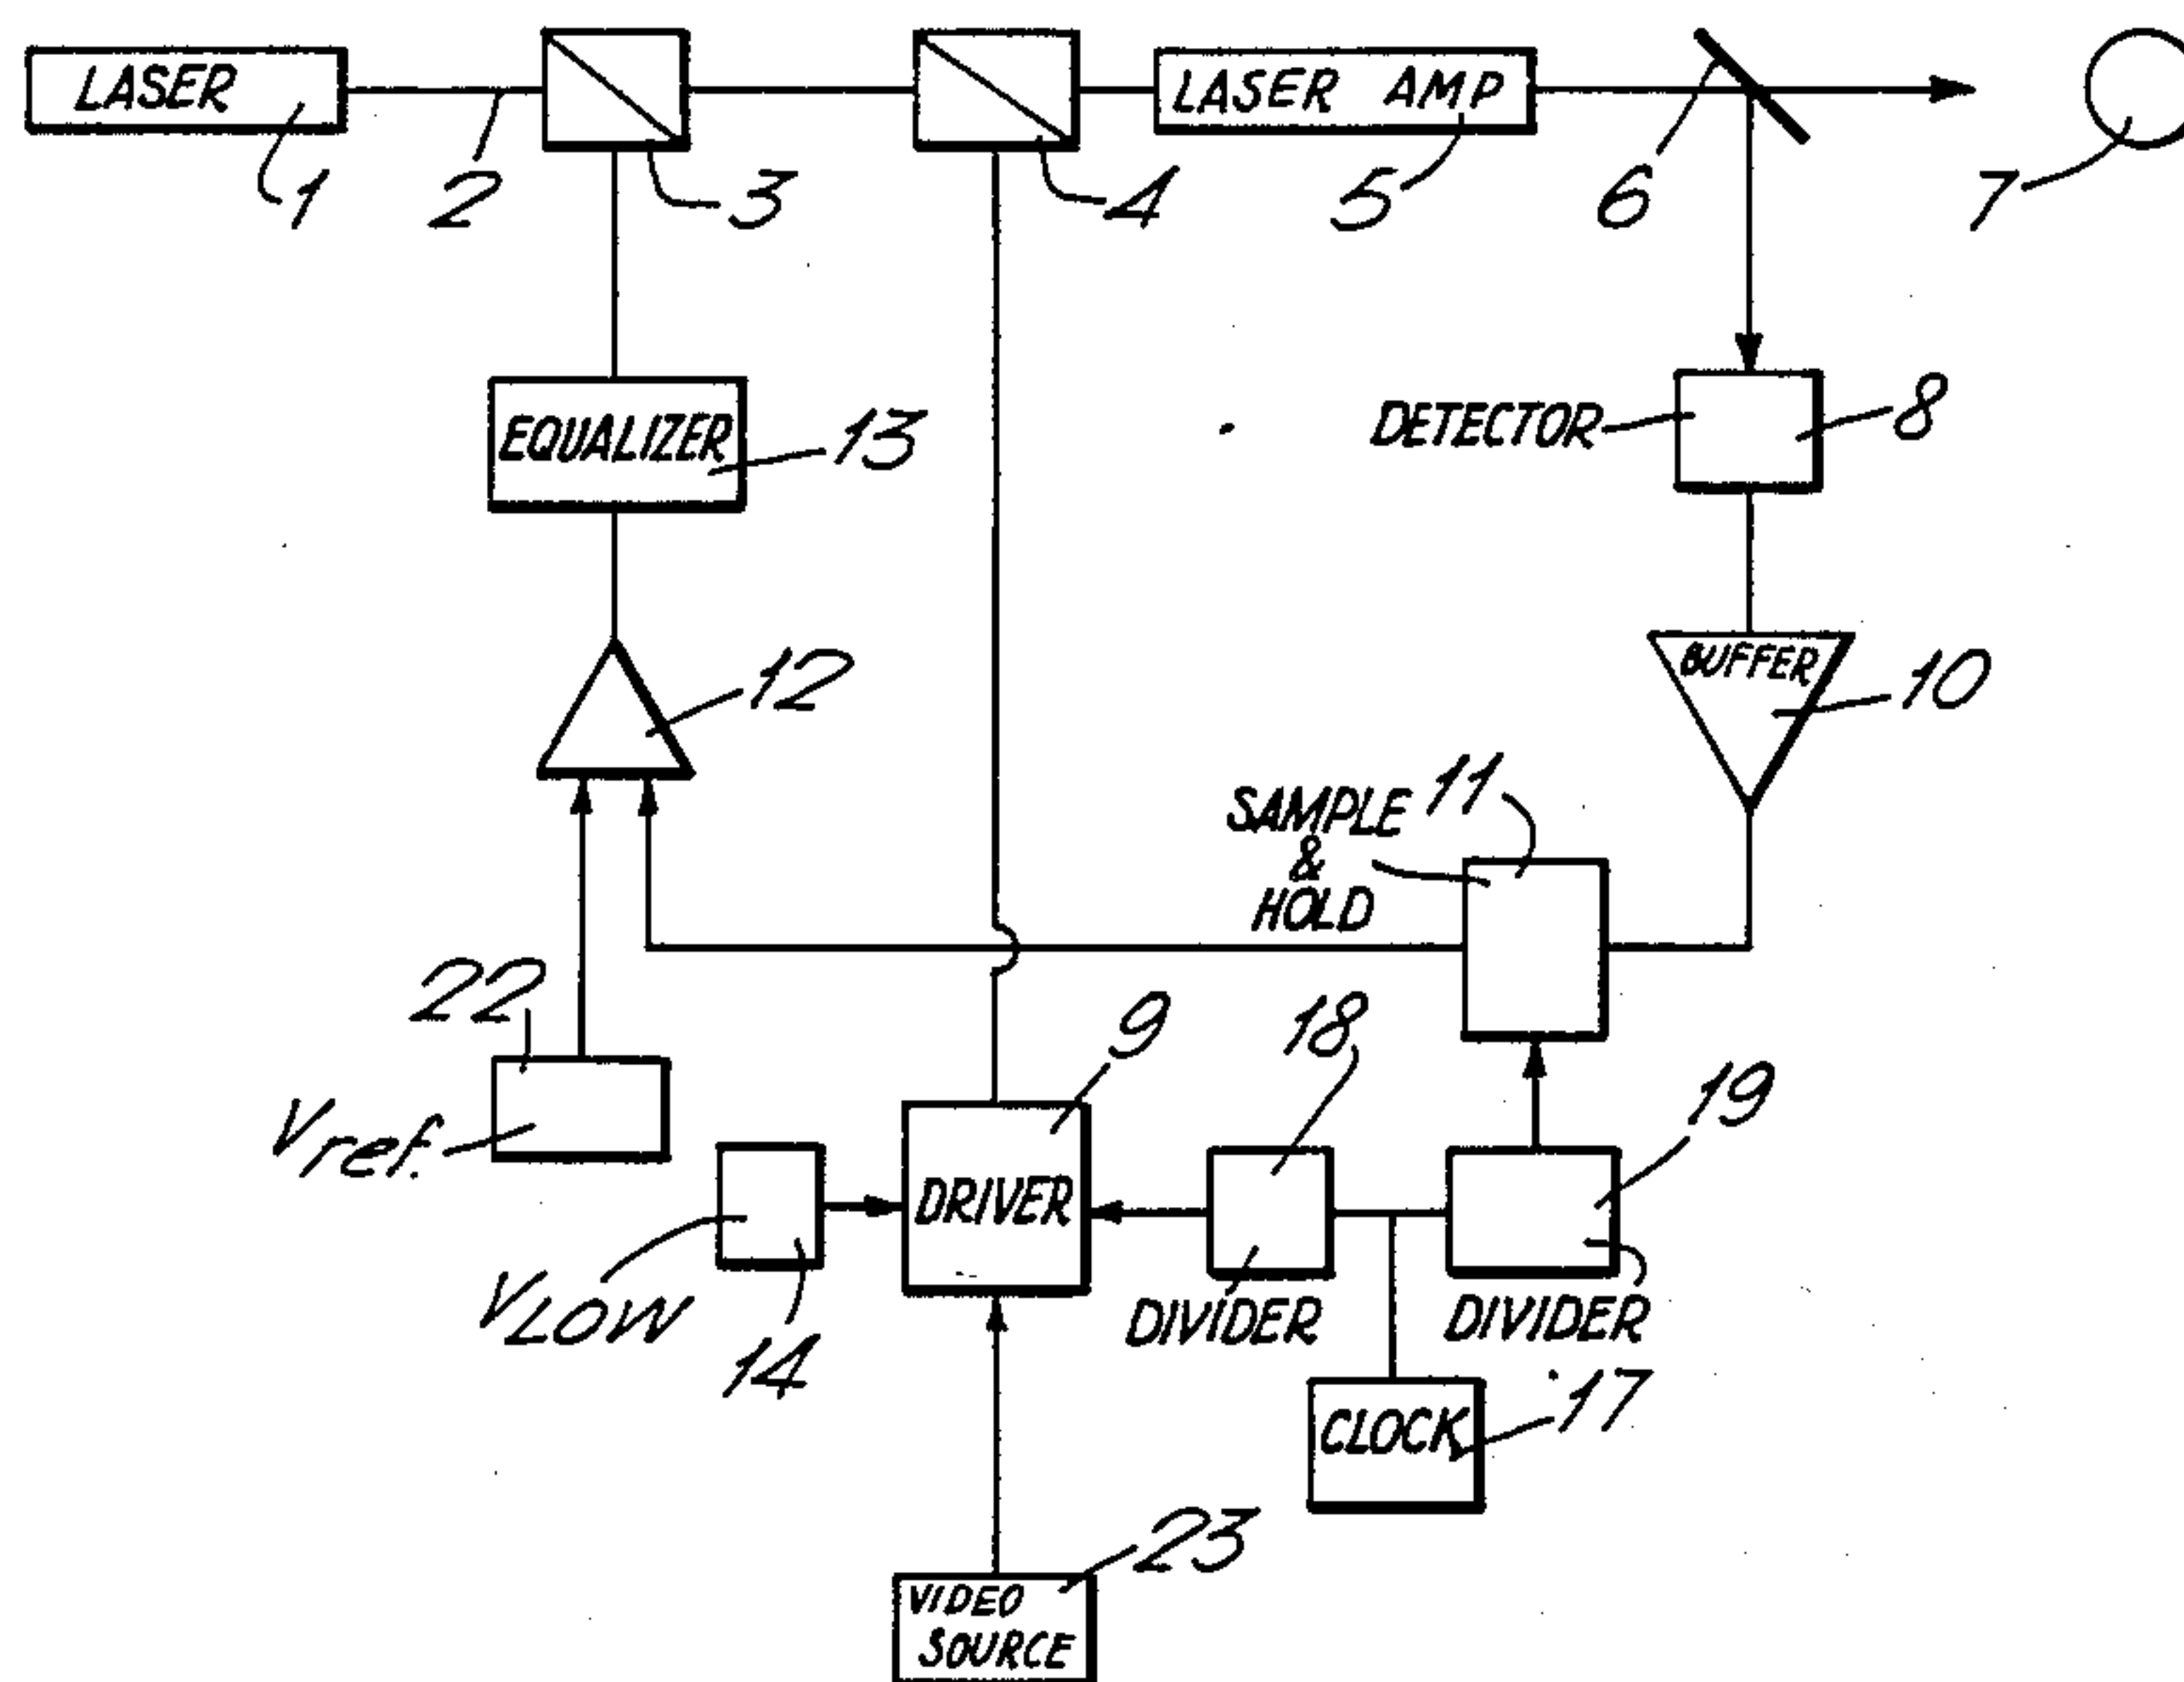 LASER
LASER AMP
1
2
3
4
5
6
7
EQUALIZER
13
DETECTOR
8
12
BUFFER
10
SAMPLE
&
HOLD
11
22
9
18
19
Vref.
DRIVER
VLOW
14
DIVIDER
DIVIDER
CLOCK
17
23
VIDEO
SOURCE